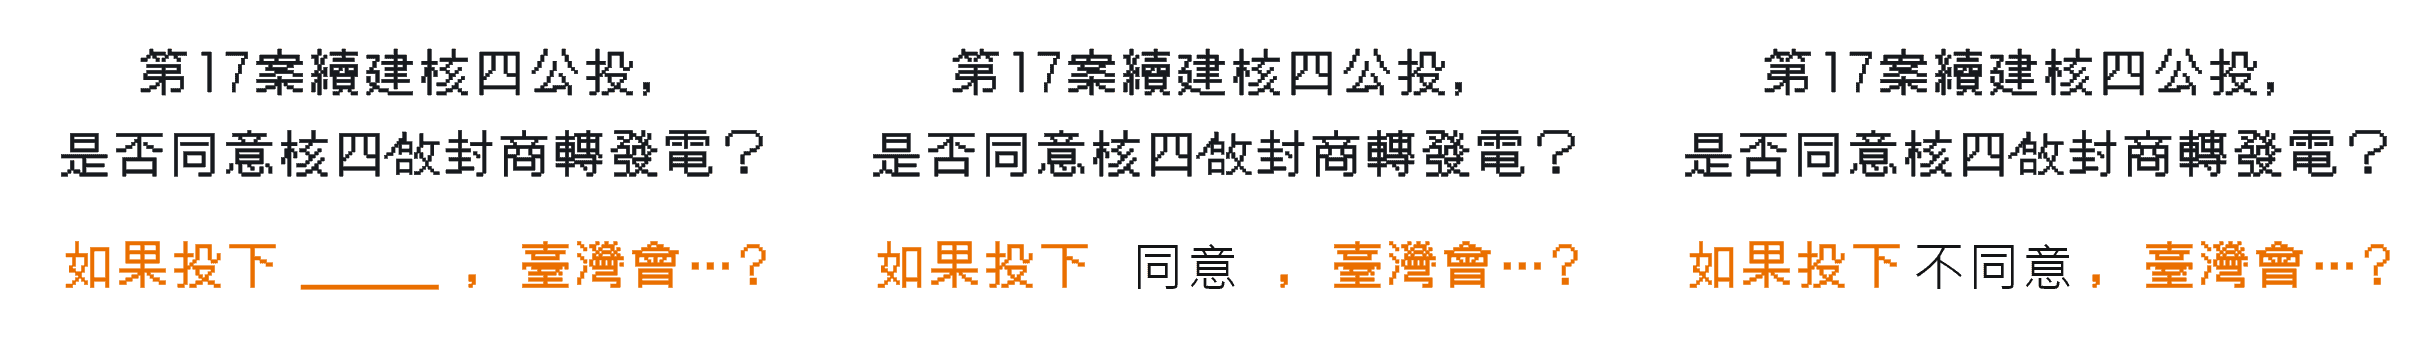 第17案續建核四公投,
是否同意核四啟封商轉發電？
如果投下 ＿＿＿ ，臺灣會…?
第17案續建核四公投,
是否同意核四啟封商轉發電？
如果投下 同意 ，臺灣會…?
第17案續建核四公投,
是否同意核四啟封商轉發電？
如果投下 不同意 ，臺灣會…?